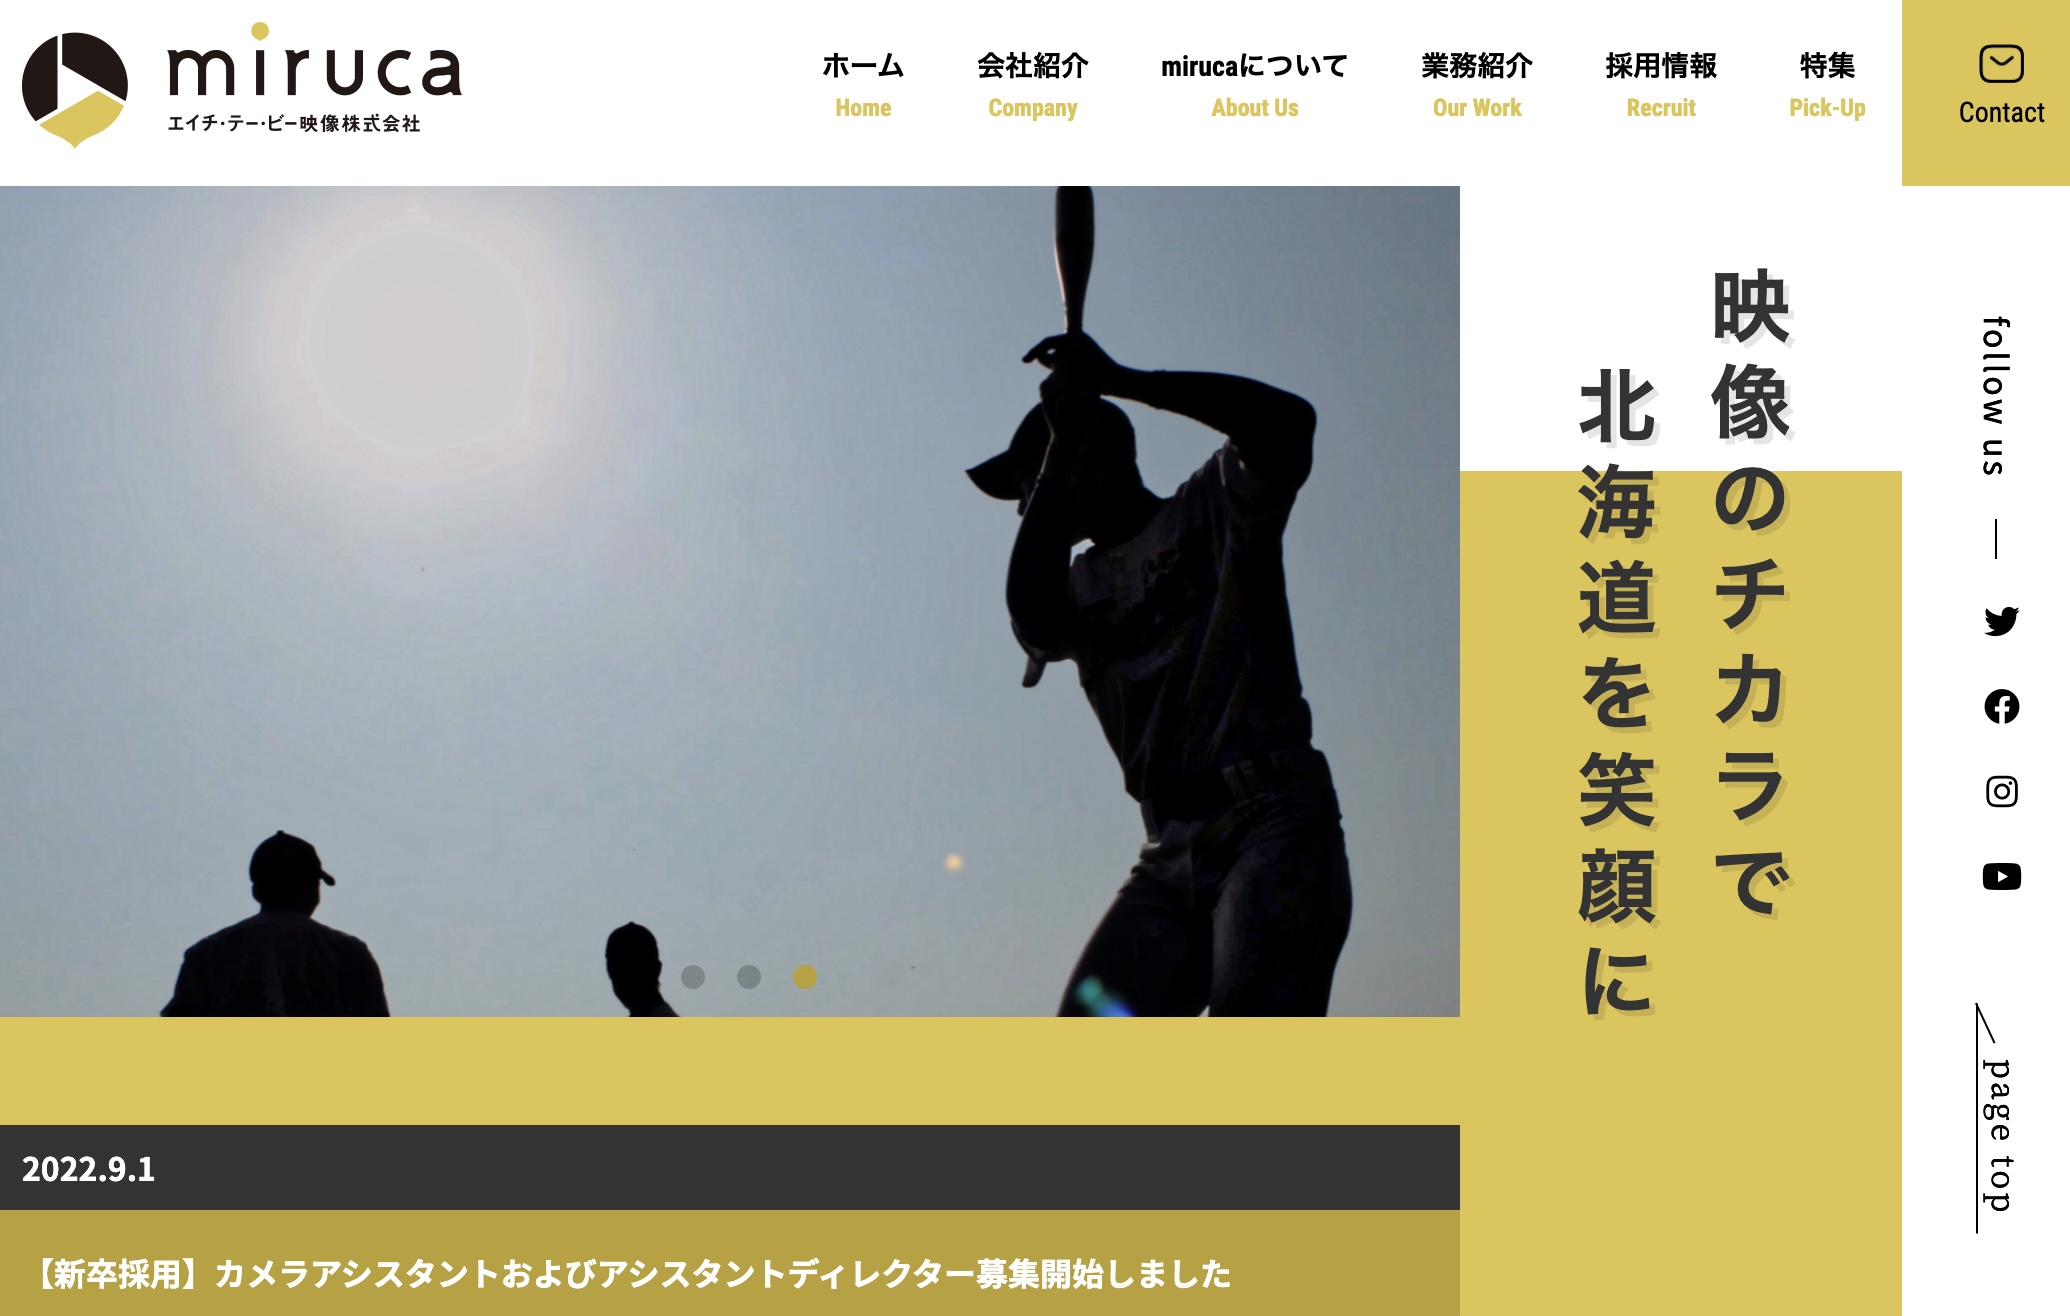 miruca
エイチ・テー・ビー映像株式会社
ホーム
Home
会社紹介
Company
mirucaについて
About Us
業務紹介
Our Work
採用情報
Recruit
特集
Pick-Up
Contact
映像のチカラで
北海道を笑顔に
follow us
page top
2022.9.1
【新卒採用】カメラアシスタントおよびアシスタントディレクター募集開始しました